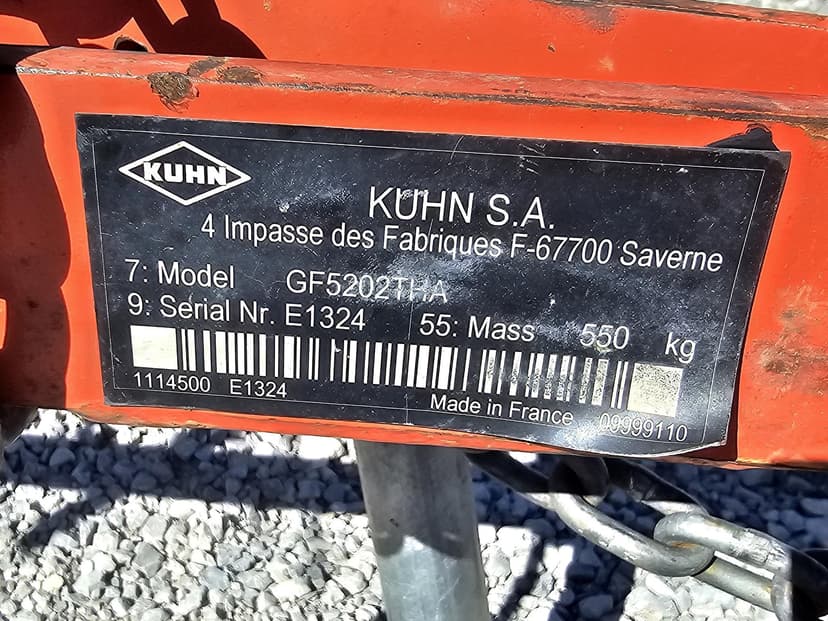 KUHN
KUHN S.A.
4 Impasse des Fabriques F-67700 Saverne
7: Model GF5202THA
9: Serial Nr. E1324 55: Mass 550 kg
1114500 E1324
Made in France 09999110